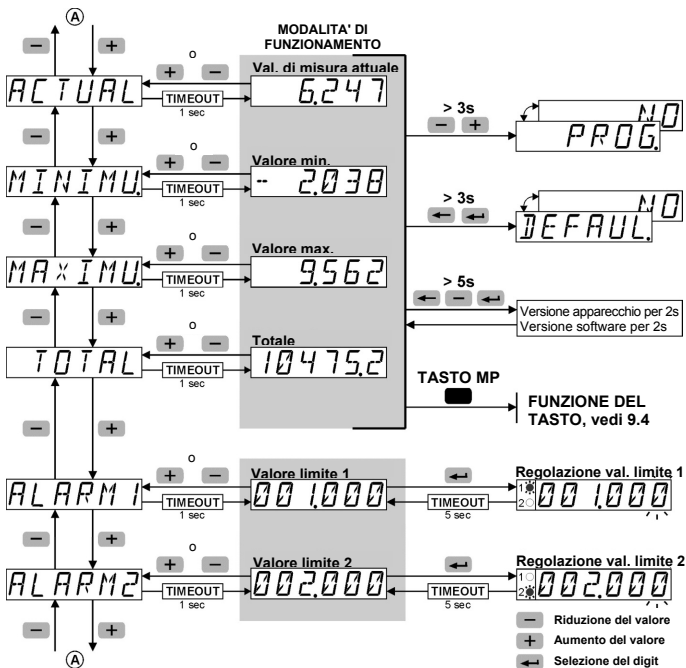 A
MODALITA' DI
FUNZIONAMENTO
o
Val. di misura attuale
ACTUAL
TIMEOUT
1 sec
6.247
> 3s
NO
PROG.
o
Valore min.
MINIMU.
TIMEOUT
1 sec
- 2.038
> 3s
NO
DEFAUL.
o
Valore max.
MAXIMU.
TIMEOUT
1 sec
9.562
> 5s
Versione apparecchio per 2s
Versione software per 2s
o
Totale
TOTAL
TIMEOUT
1 sec
10475.2
TASTO MP
FUNZIONE DEL
TASTO, vedi 9.4
o
Valore limite 1
Regolazione val. limite 1
ALARM1
TIMEOUT
1 sec
001.000
TIMEOUT
5 sec
1
2
001.000
o
Valore limite 2
Regolazione val. limite 2
ALARM2
TIMEOUT
1 sec
002.000
TIMEOUT
5 sec
1
2
002.000
− Riduzione del valore
+ Aumento del valore
Selezione del digit
A